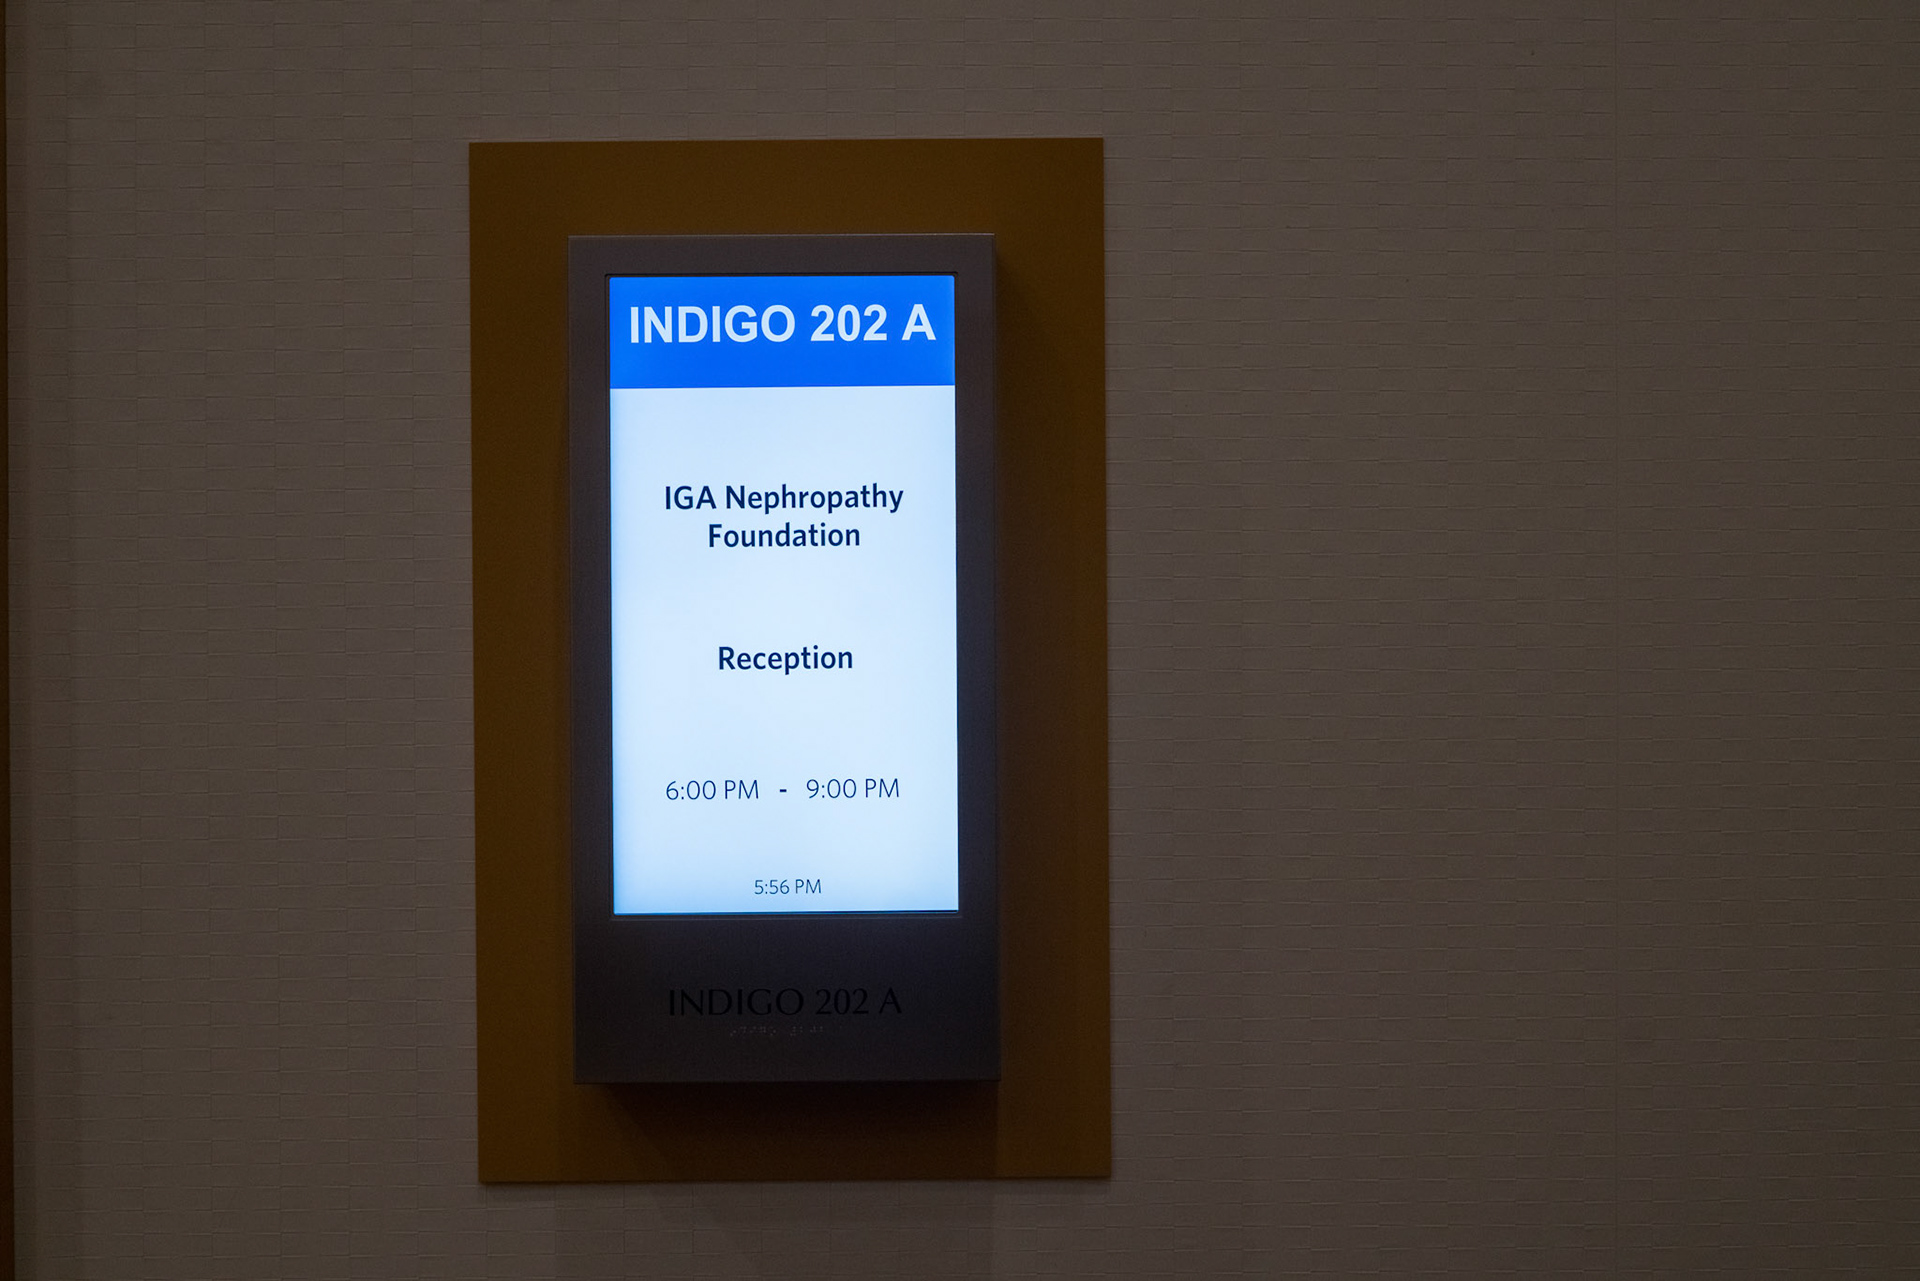 INDIGO 202 A
IGA Nephropathy
Foundation
Reception
6:00 PM - 9:00 PM
5:56 PM
INDIGO 202 A